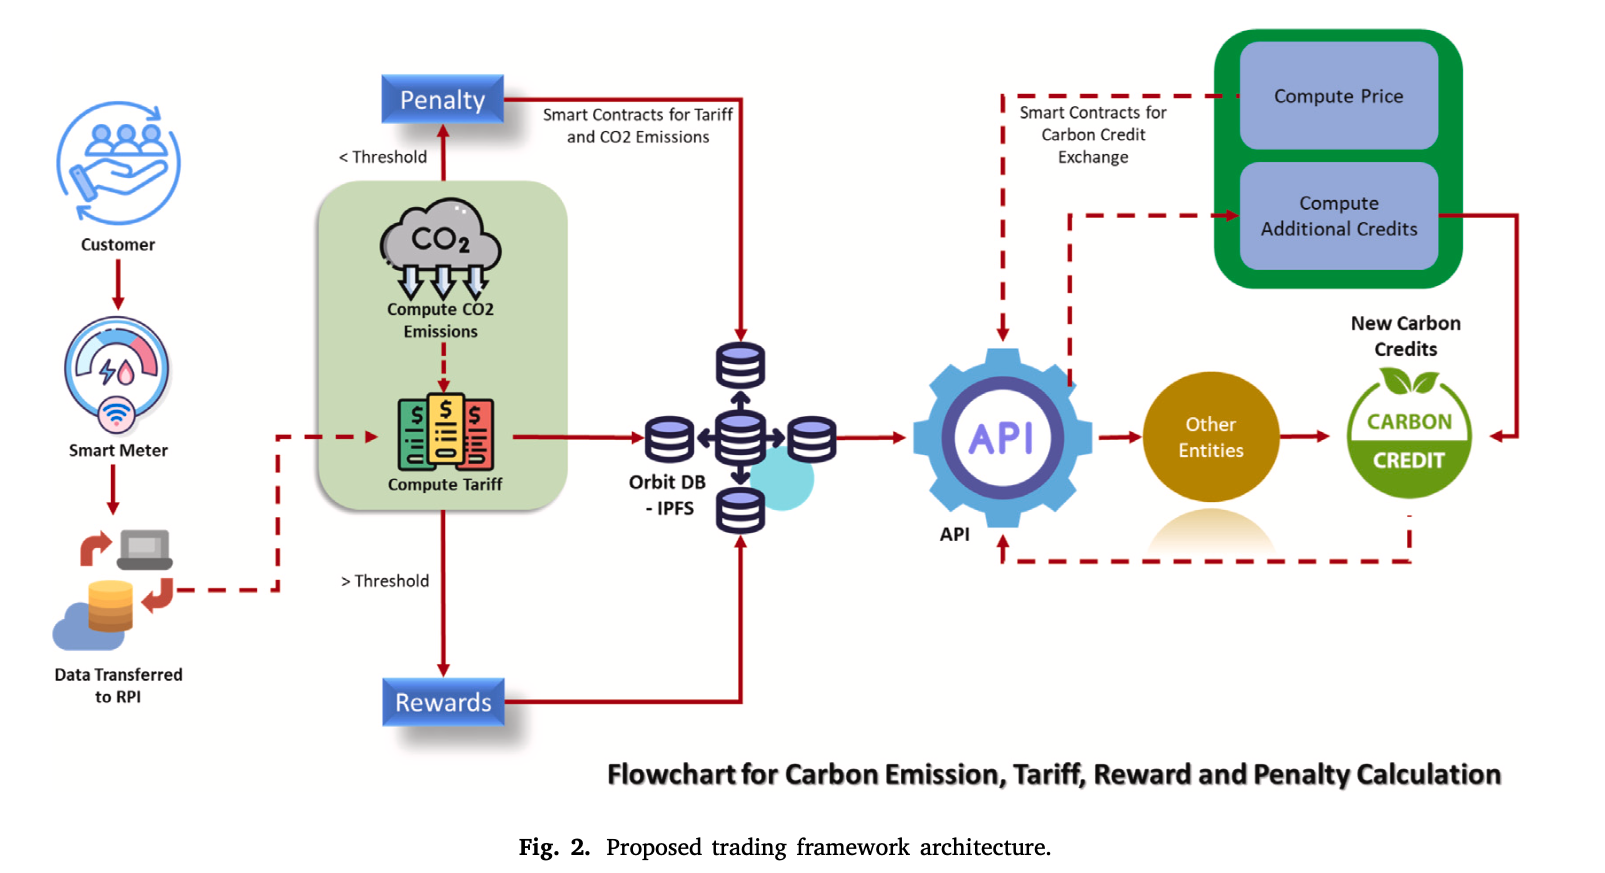 Penalty
Smart Contracts for Tariff
and CO2 Emissions
< Threshold
Customer
CO2
Compute CO2
Emissions
Smart Meter
$
$
$
Compute Tariff
Data Transferred
to RPI
> Threshold
Rewards
Orbit DB
- IPFS
Smart Contracts for
Carbon Credit
Exchange
Compute Price
Compute
Additional Credits
API
API
Other
Entities
New Carbon
Credits
CARBON
CREDIT
Flowchart for Carbon Emission, Tariff, Reward and Penalty Calculation
Fig. 2. Proposed trading framework architecture.